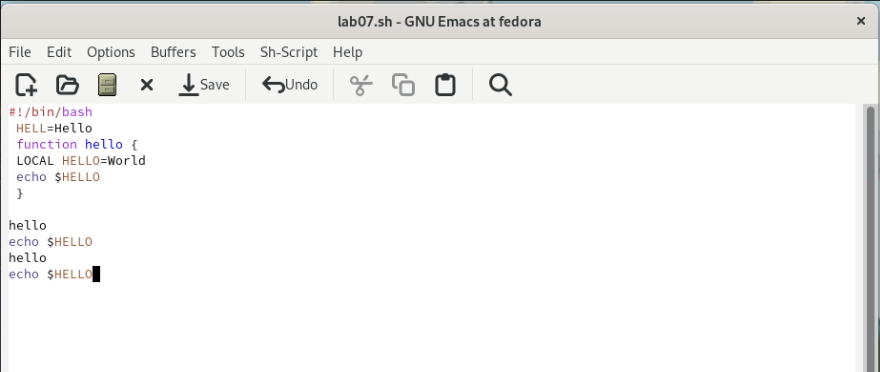 lab07.sh - GNU Emacs at fedora
File Edit Options Buffers Tools Sh-Script Help
Save Undo
#!/bin/bash
HELL=Hello
function hello {
LOCAL HELLO=World
echo $HELLO
}
hello
echo $HELLO
hello
echo $HELLO